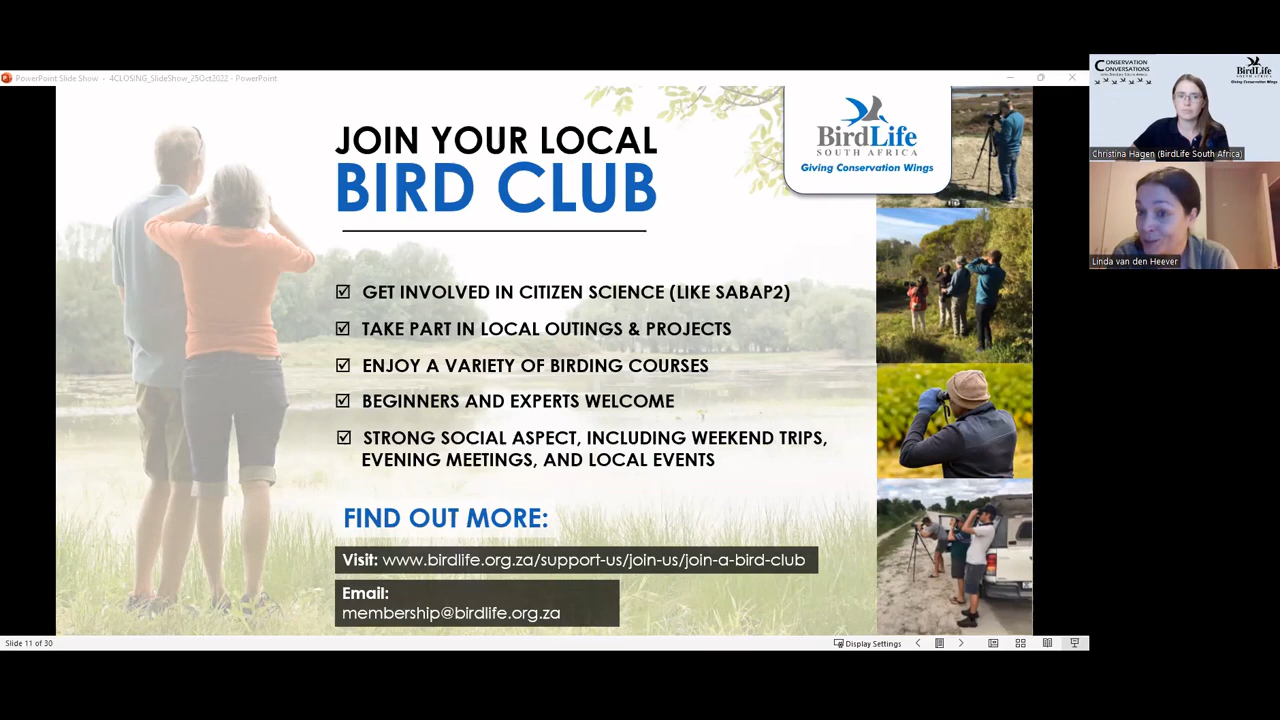 PowerPoint Slide Show - 4CLOSING_SlideShow_25Oct2022 - PowerPoint
JOIN YOUR LOCAL
BIRD CLUB
BirdLife
SOUTH AFRICA
Giving Conservation Wings
☑ GET INVOLVED IN CITIZEN SCIENCE (LIKE SABAP2)
☑ TAKE PART IN LOCAL OUTINGS & PROJECTS
☑ ENJOY A VARIETY OF BIRDING COURSES
☑ BEGINNERS AND EXPERTS WELCOME
☑ STRONG SOCIAL ASPECT, INCLUDING WEEKEND TRIPS,
EVENING MEETINGS, AND LOCAL EVENTS
FIND OUT MORE:
Visit: www.birdlife.org.za/support-us/join-us/join-a-bird-club
Email:
membership@birdlife.org.za
Slide 11 of 30
Display Settings
CONSERVATION
CONVERSATIONS
BirdLife
SOUTH AFRICA
Giving Conservation Wings
Christina Hagen (BirdLife South Africa)
Linda van den Heever